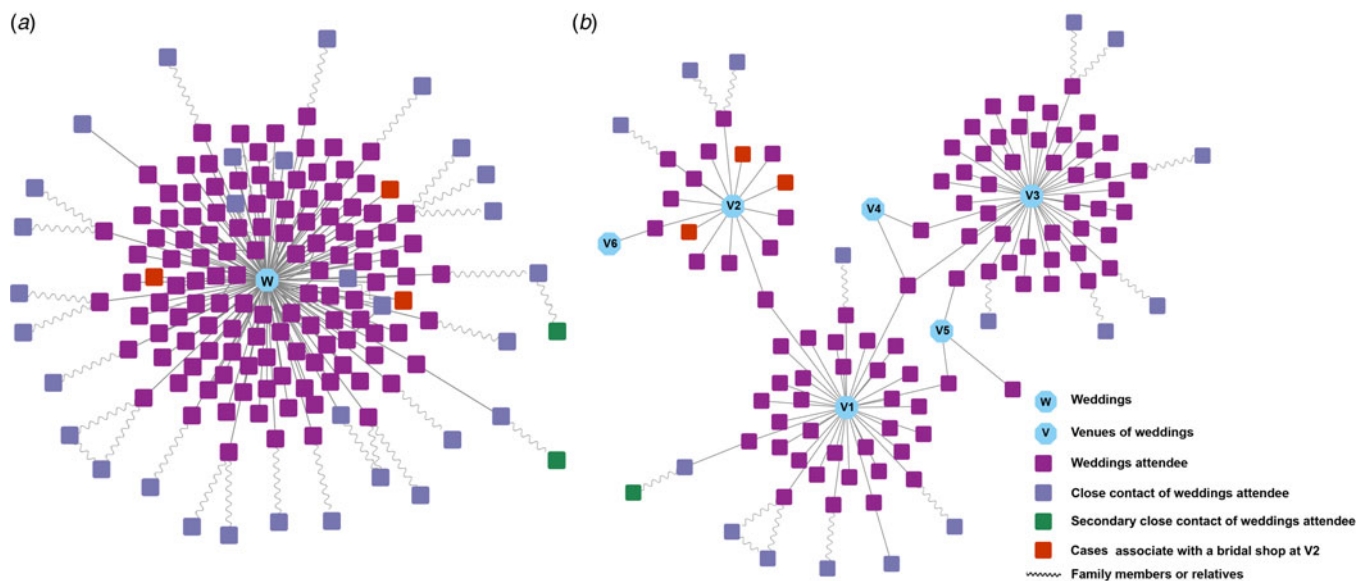 (a)
(b)
W
V2
V6
V3
V4
V5
V1
W Weddings
V Venues of weddings
Weddings attendee
Close contact of weddings attendee
Secondary close contact of weddings attendee
Cases associate with a bridal shop at V2
Family members or relatives